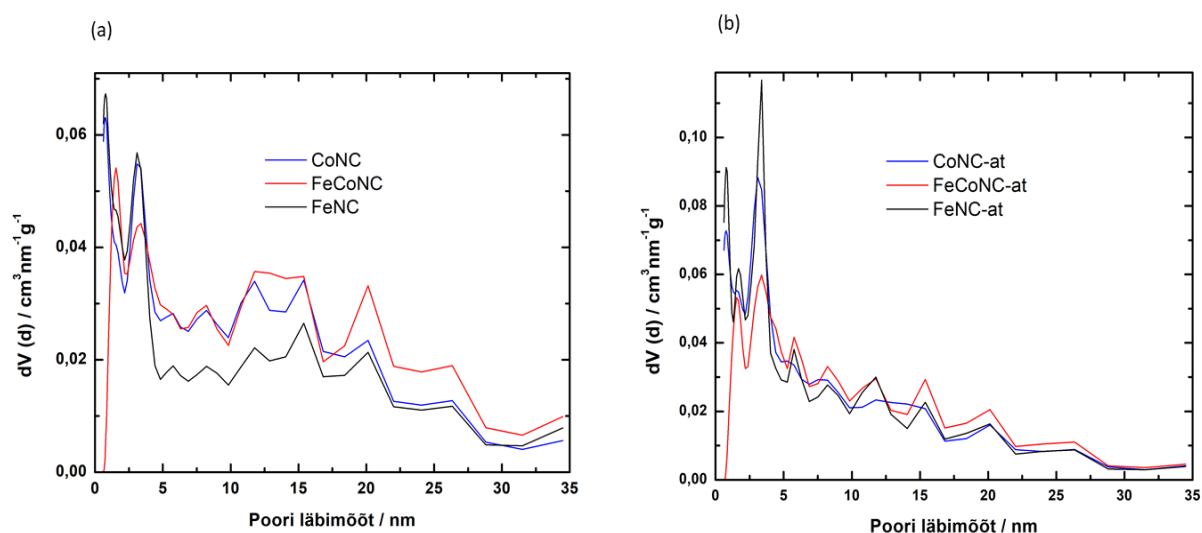 (a)
0,06
0,04
0,02
0,00
dV (d) / cm³nm⁻¹g⁻¹
CoNC
FeCoNC
FeNC
0 5 10 15 20 25 30 35
Poori läbimõõt / nm
(b)
0,10
0,08
0,06
0,04
0,02
0,00
dV (d) / cm³nm⁻¹g⁻¹
CoNC-at
FeCoNC-at
FeNC-at
0 5 10 15 20 25 30 35
Poori läbimõõt / nm